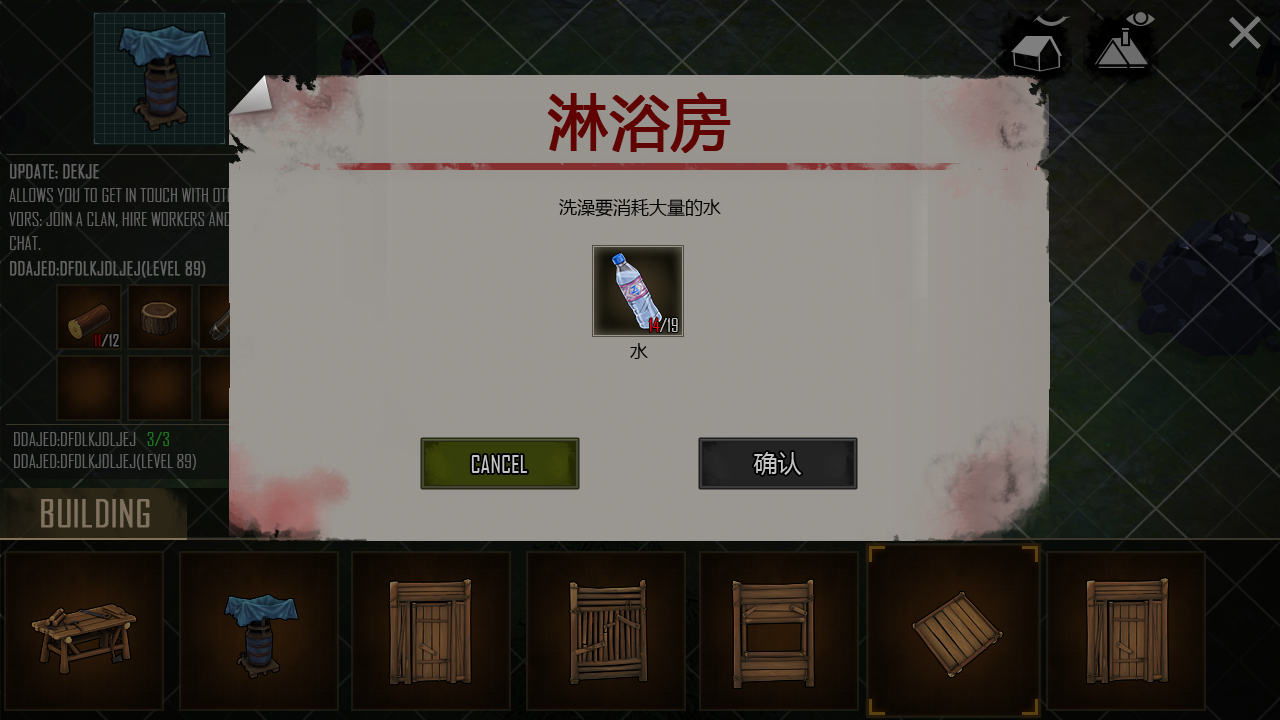 淋浴房
洗澡要消耗大量的水
14/19
水
CANCEL
确认
UPDATE: DEKJE
ALLOWS YOU TO GET IN TOUCH WITH
VORS: JOIN A CLAN, HIRE WORKERS AND
CHAT.
DDAJED:DFDLKJDLJEJ(LEVEL 89)
11/12
DDAJED:DFDLKJDLJEJ 3/3
DDAJED:DFDLKJDLJEJ(LEVEL 89)
BUILDING